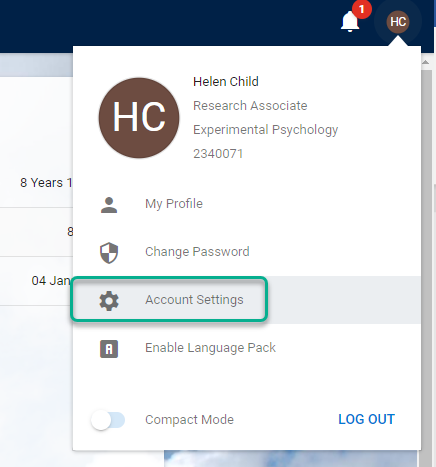 1
HC
HC
Helen Child
Research Associate
Experimental Psychology
2340071
8 Years 1
My Profile
8
Change Password
04 Jan
Account Settings
A
Enable Language Pack
Compact Mode
LOG OUT